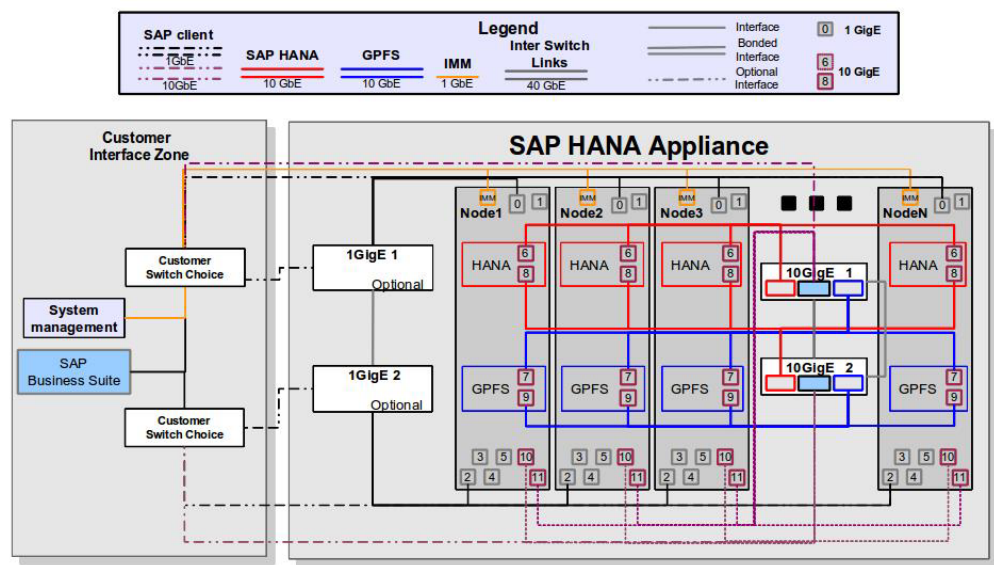 Legend
SAP client
1GbE
10GbE
SAP HANA
10 GbE
GPFS
10 GbE
IMM
1 GbE
Inter Switch
Links
40 GbE
Interface
Bonded
Interface
Optional
Interface
0 1 GigE
6
8
10 GigE
Customer
Interface Zone
Customer
Switch Choice
System
management
SAP
Business Suite
Customer
Switch Choice
SAP HANA Appliance
1GigE 1
Optional
1GigE 2
Optional
IMM
0 1
Node1
HANA
6
8
GPFS
7
9
3 5 10
2 4 11
IMM
0 1
Node2
HANA
6
8
GPFS
7
9
3 5 10
2 4 11
IMM
0 1
Node3
HANA
6
8
GPFS
7
9
3 5 10
2 4 11
10GigE 1
10GigE 2
IMM
0 1
NodeN
HANA
6
8
GPFS
7
9
3 5 10
2 4 11